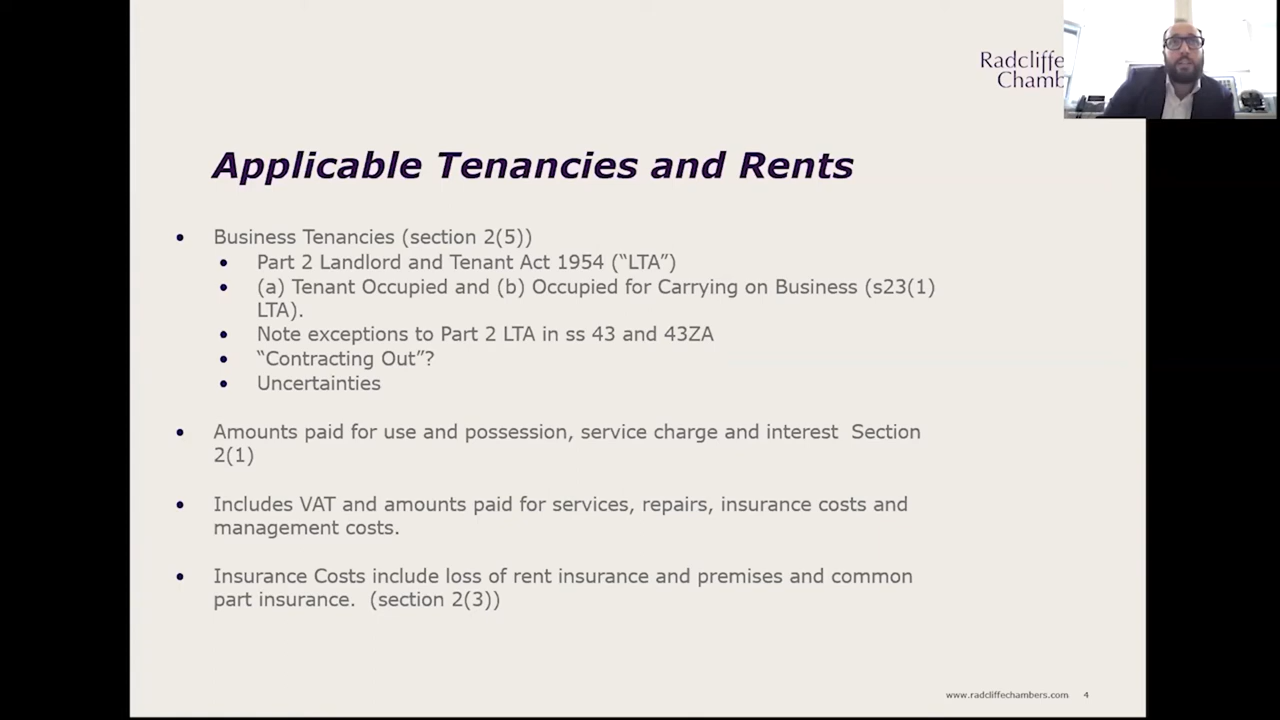 Radcliffe
Chamb
Applicable Tenancies and Rents
• Business Tenancies (section 2(5))
• Part 2 Landlord and Tenant Act 1954 (“LTA”)
• (a) Tenant Occupied and (b) Occupied for Carrying on Business (s23(1)
LTA).
• Note exceptions to Part 2 LTA in ss 43 and 43ZA
• “Contracting Out”?
• Uncertainties
• Amounts paid for use and possession, service charge and interest  Section
2(1)
• Includes VAT and amounts paid for services, repairs, insurance costs and
management costs.
• Insurance Costs include loss of rent insurance and premises and common
part insurance.  (section 2(3))
www.radcliffechambers.com 4